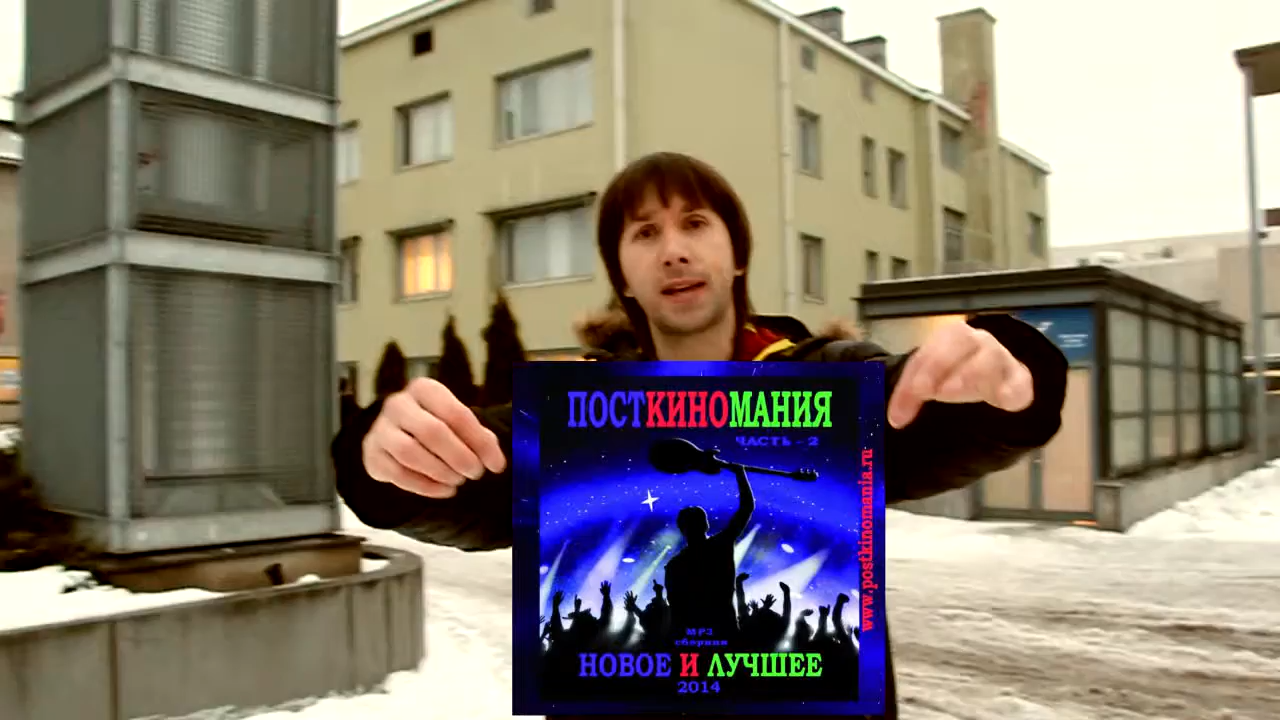 ПОСТКИНОМАНИЯ
ЧАСТЬ - 2
www.postkinomania.ru
MP3
сборник
НОВОЕ И ЛУЧШЕЕ
2014